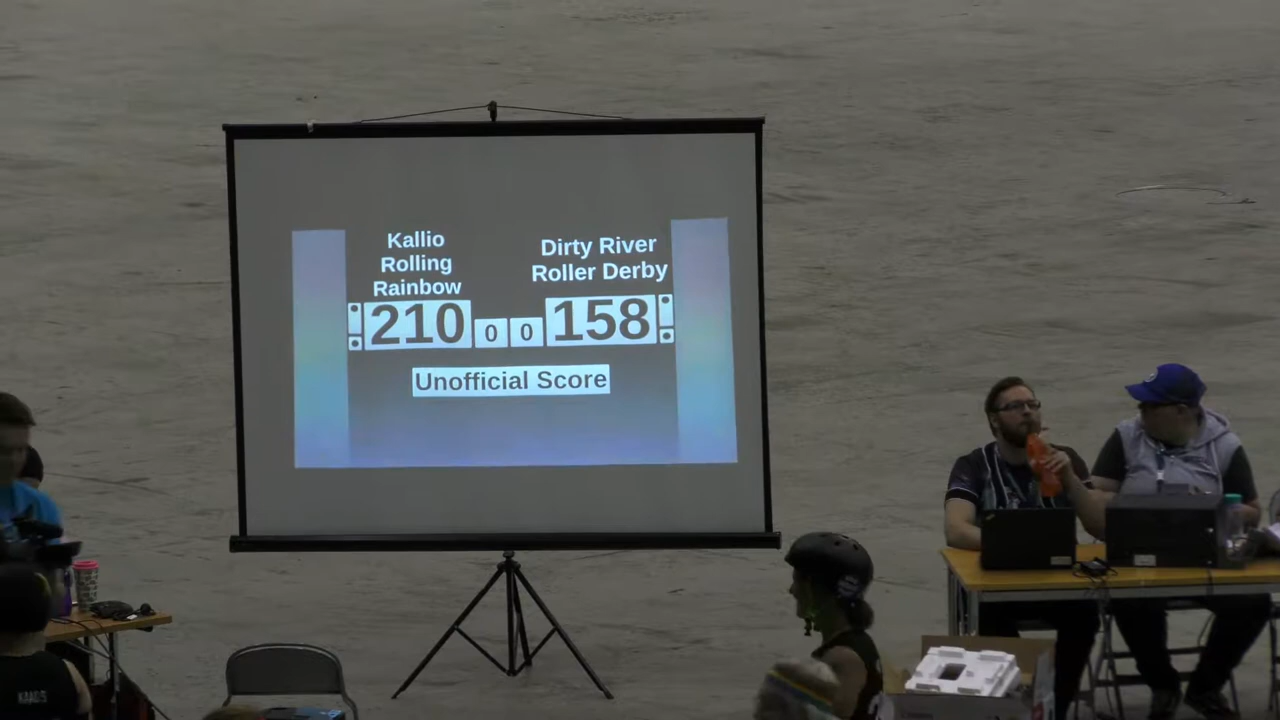 Kallio
Rolling
Rainbow
Dirty River
Roller Derby
210 0 0 158
Unofficial Score